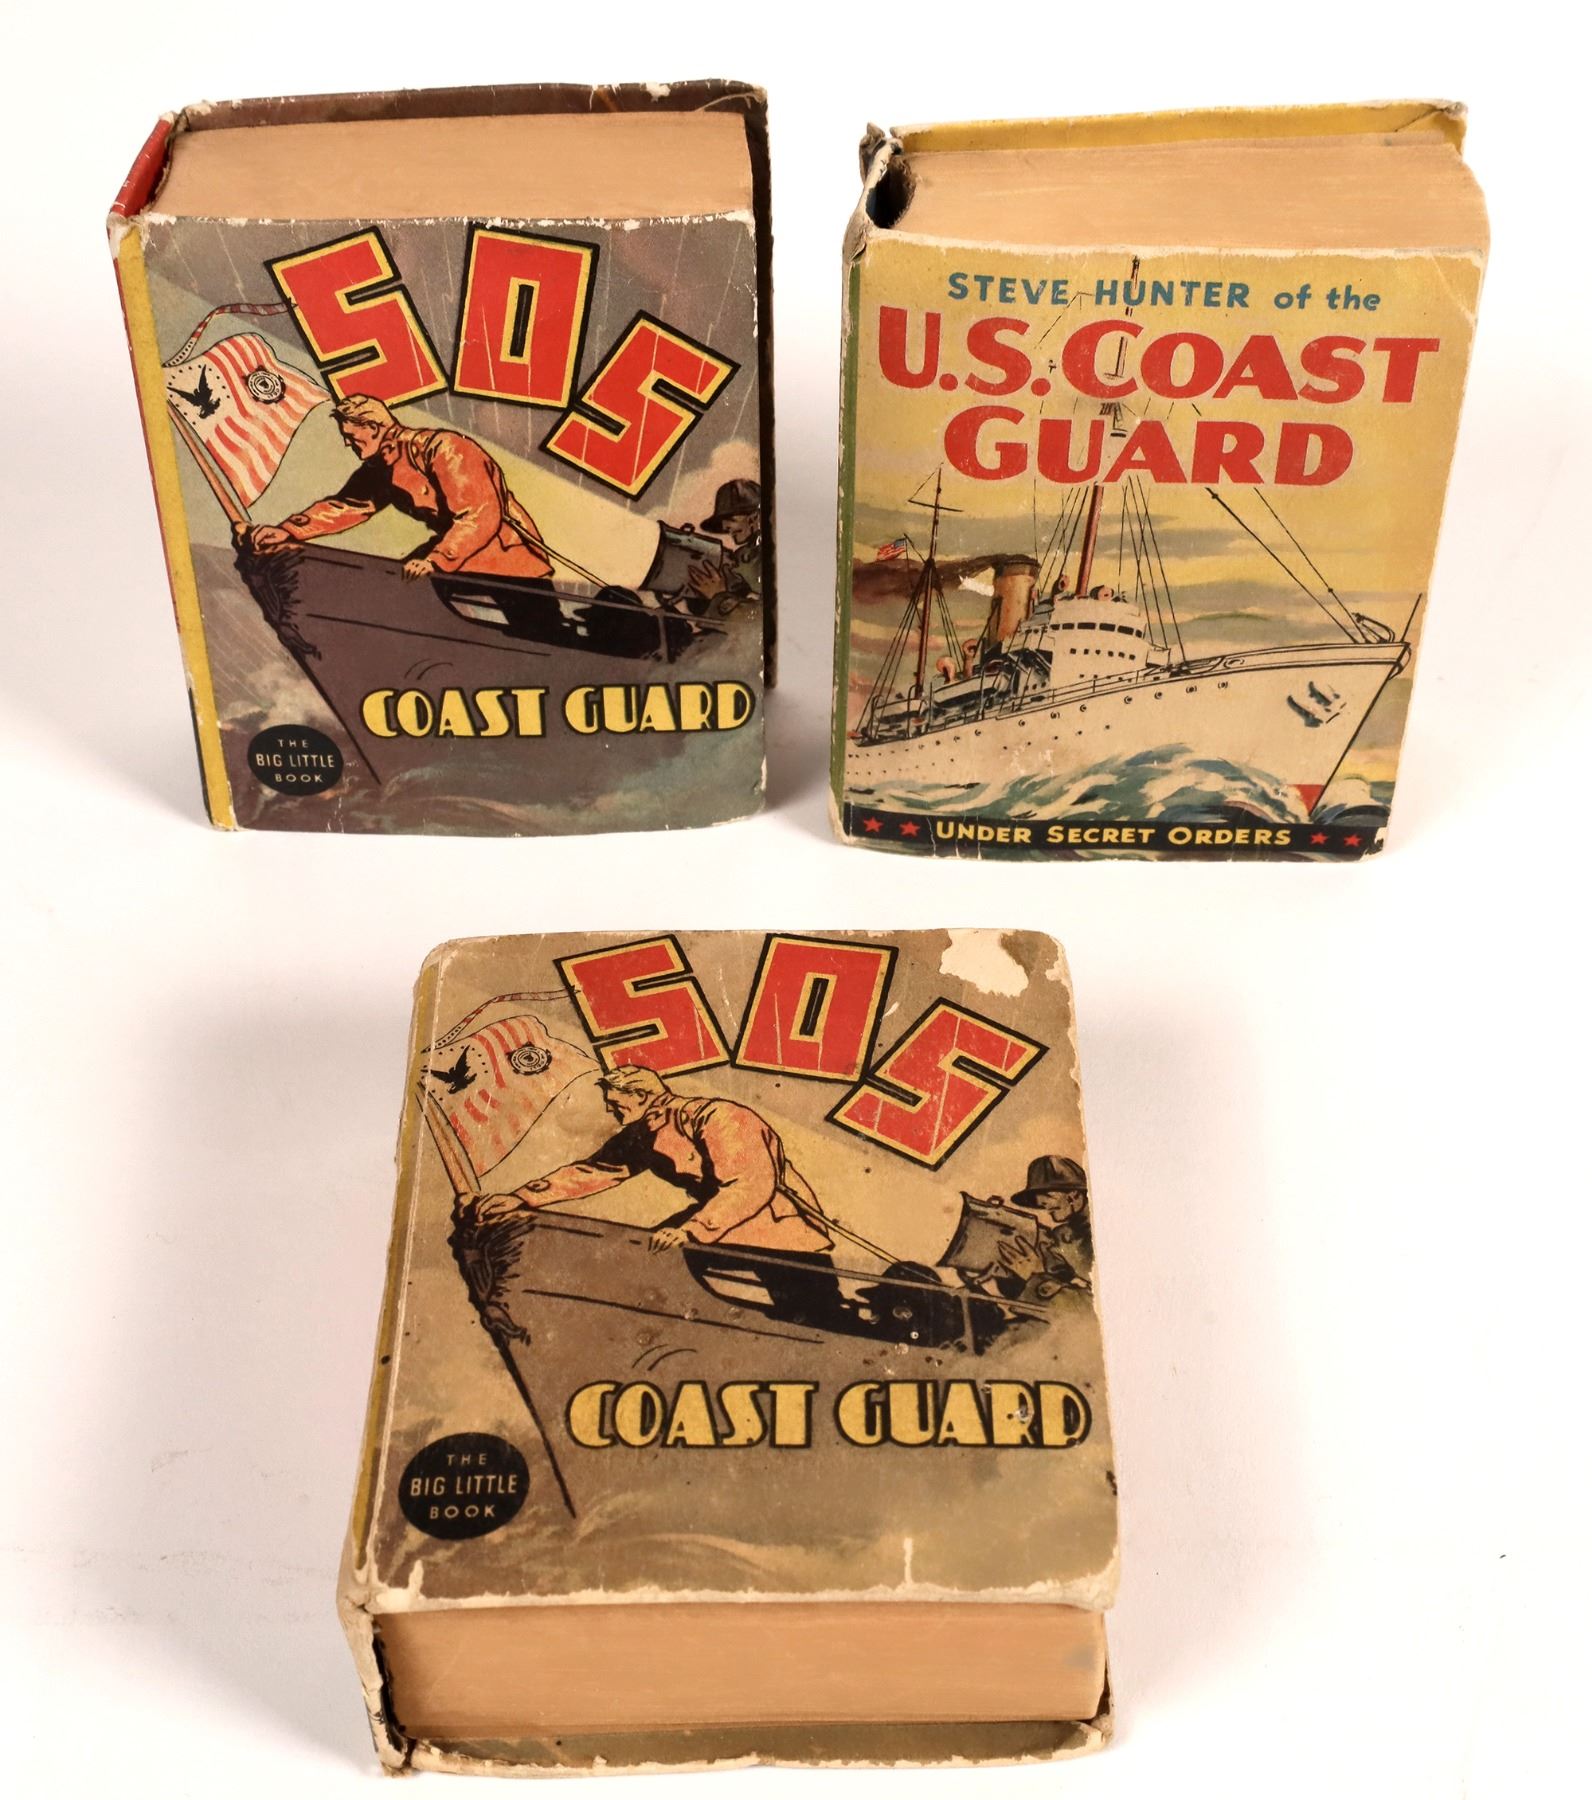 SOS
COAST GUARD
THE
BIG LITTLE
BOOK
STEVE HUNTER of the
U.S. COAST
GUARD
UNDER SECRET ORDERS
SOS
COAST GUARD
THE
BIG LITTLE
BOOK